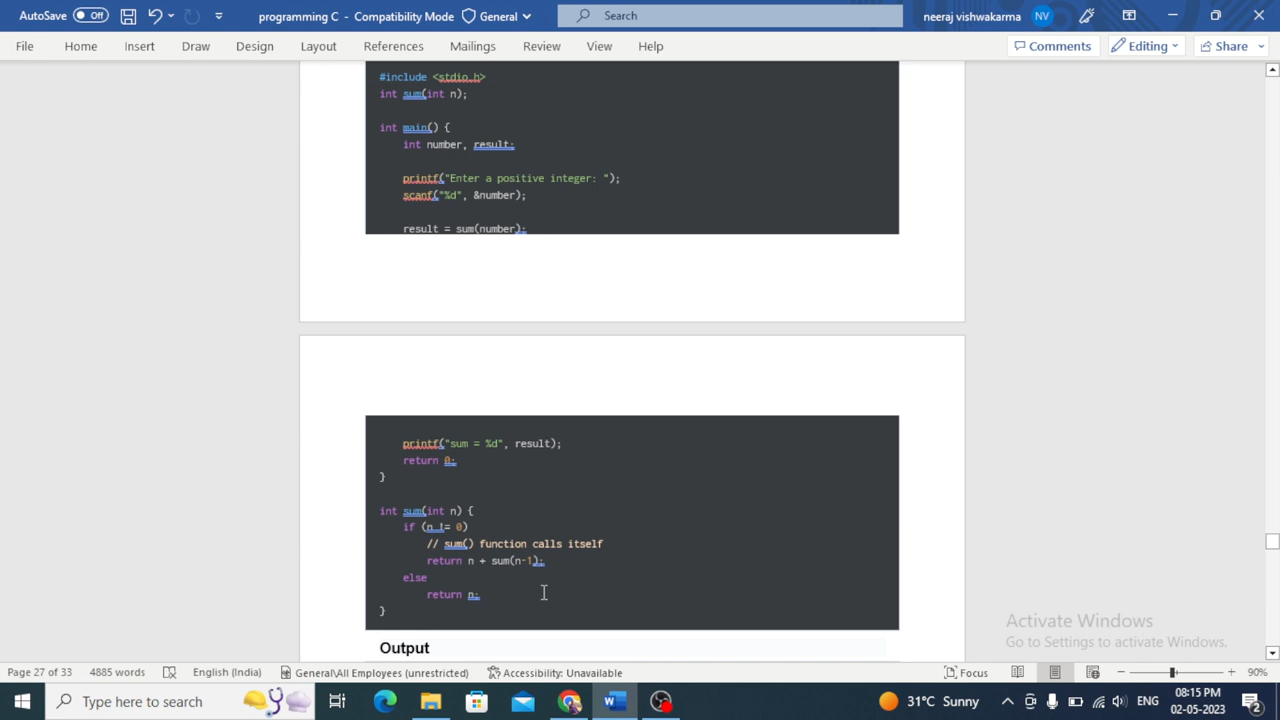 AutoSave Off programming C - Compatibility Mode General Search neeraj vishwakarma NV
File Home Insert Draw Design Layout References Mailings Review View Help Comments Editing Share
#include <stdio.h>
int sum(int n);
int main() {
int number, result;
printf("Enter a positive integer: ");
scanf("%d", &number);
result = sum(number);
printf("sum = %d", result);
return 0;
}
int sum(int n) {
if (n != 0)
// sum() function calls itself
return n + sum(n-1);
else
return n;
}
Output
Activate Windows
Go to Settings to activate Windows.
Page 27 of 33 4885 words English (India) General\All Employees (unrestricted) Accessibility: Unavailable Focus 90%
Type here to search 31°C Sunny ENG 08:15 PM 02-05-2023 2